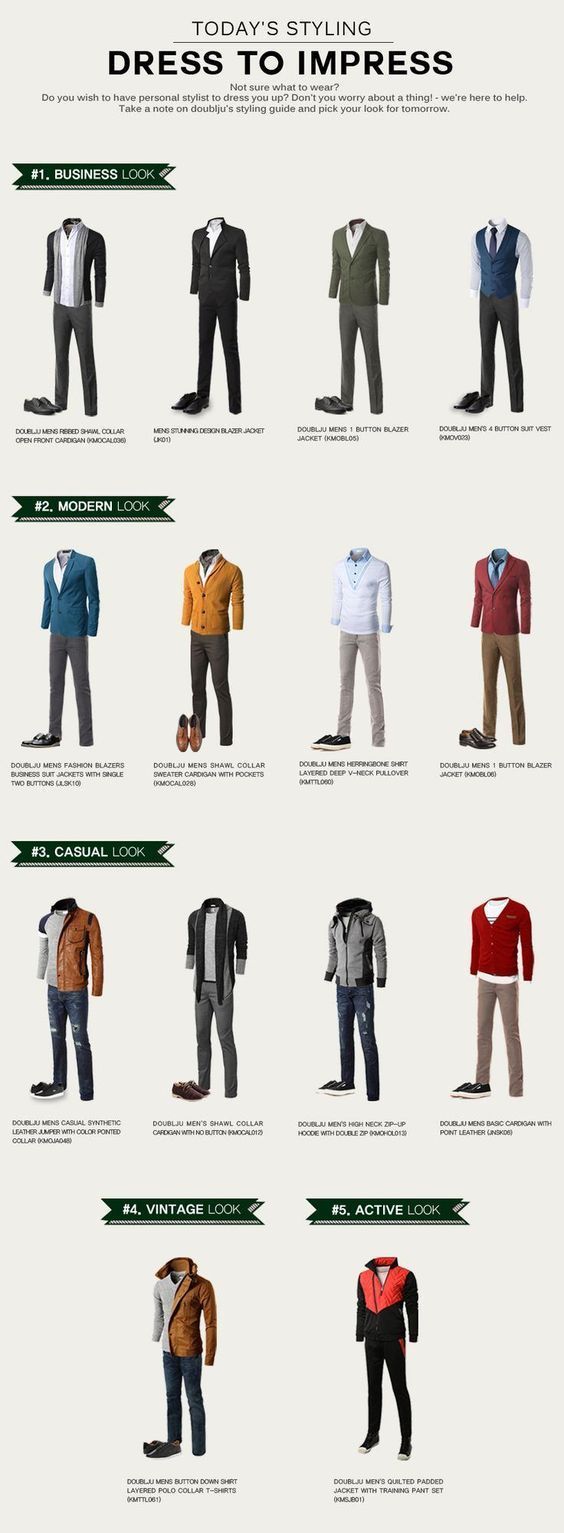 TODAY'S STYLING
DRESS TO IMPRESS
Not sure what to wear?
Do you wish to have personal stylist to dress you up? Don't you worry about a thing! - we're here to help.
Take a note on doublju's styling guide and pick your look for tomorrow.
#1. BUSINESS LOOK
DOUBLJU MENS RIBBED SHAWL COLLAR
OPEN FRONT CARDIGAN (KMOCAL036)
MENS STUNNING DESIGN BLAZER JACKET
(JK01)
DOUBLJU MENS 1 BUTTON BLAZER
JACKET (KMOBL05)
DOUBLJU MEN'S 4 BUTTON SUIT VEST
(KMOV023)
#2. MODERN LOOK
DOUBLJU MENS FASHION BLAZERS
BUSINESS SUIT JACKETS WITH SINGLE
TWO BUTTONS (JLSK10)
DOUBLJU MENS SHAWL COLLAR
SWEATER CARDIGAN WITH POCKETS
(KMOCAL028)
DOUBLJU MENS HERRINGBONE SHIRT
LAYERED DEEP V-NECK PULLOVER
(KMTTL060)
DOUBLJU MENS 1 BUTTON BLAZER
JACKET (KMOBL06)
#3. CASUAL LOOK
DOUBLJU MENS CASUAL SYNTHETIC
LEATHER JUMPER WITH COLOR POINTED
COLLAR (KMOJA048)
DOUBLJU MEN'S SHAWL COLLAR
CARDIGAN WITH NO BUTTON (KMOCAL012)
DOUBLJU MEN'S HIGH NECK ZIP-UP
HOODIE WITH DOUBLE ZIP (KMOHOL013)
DOUBLJU MENS BASIC CARDIGAN WITH
POINT LEATHER (JNSK06)
#4. VINTAGE LOOK
#5. ACTIVE LOOK
DOUBLJU MENS BUTTON DOWN SHIRT
LAYERED POLO COLLAR T-SHIRTS
(KMTTL061)
DOUBLJU MEN'S QUILTED PADDED
JACKET WITH TRAINING PANT SET
(KMSJB01)